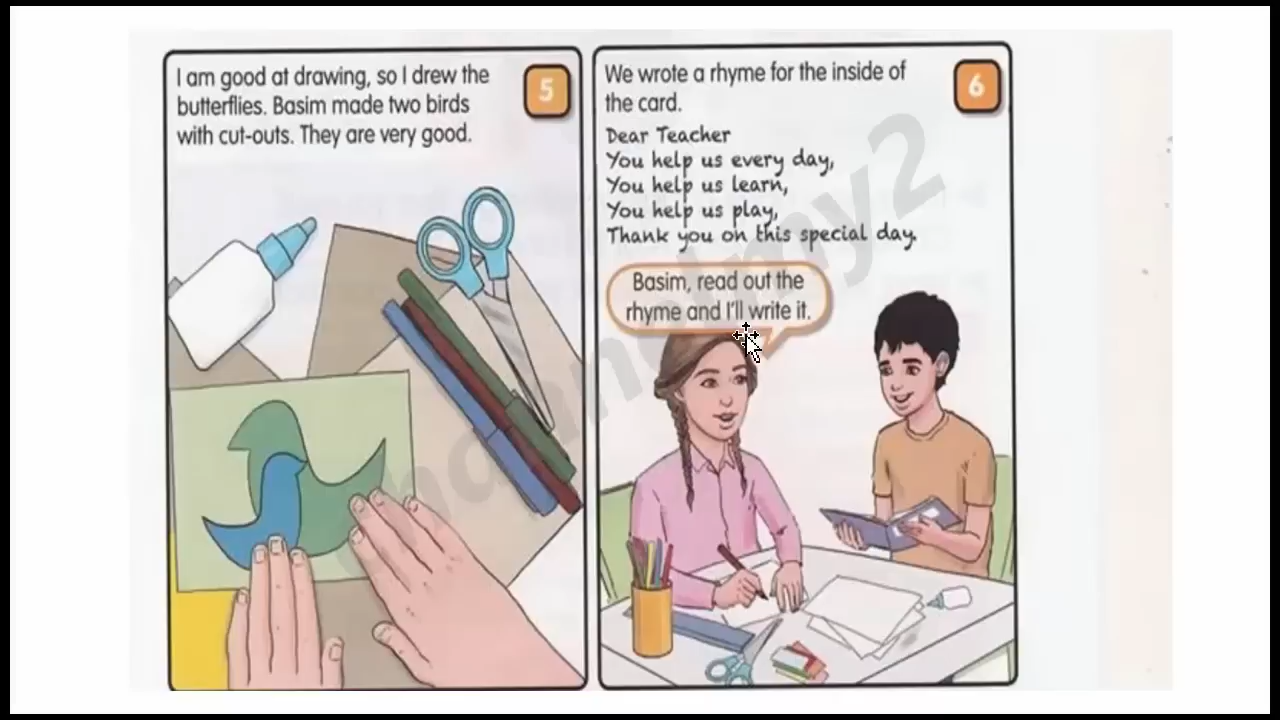 I am good at drawing, so I drew the
butterflies. Basim made two birds
with cut-outs. They are very good.
5
We wrote a rhyme for the inside of
the card.
6
Dear Teacher
You help us every day,
You help us learn,
You help us play,
Thank you on this special day.
Basim, read out the
rhyme and I'll write it.